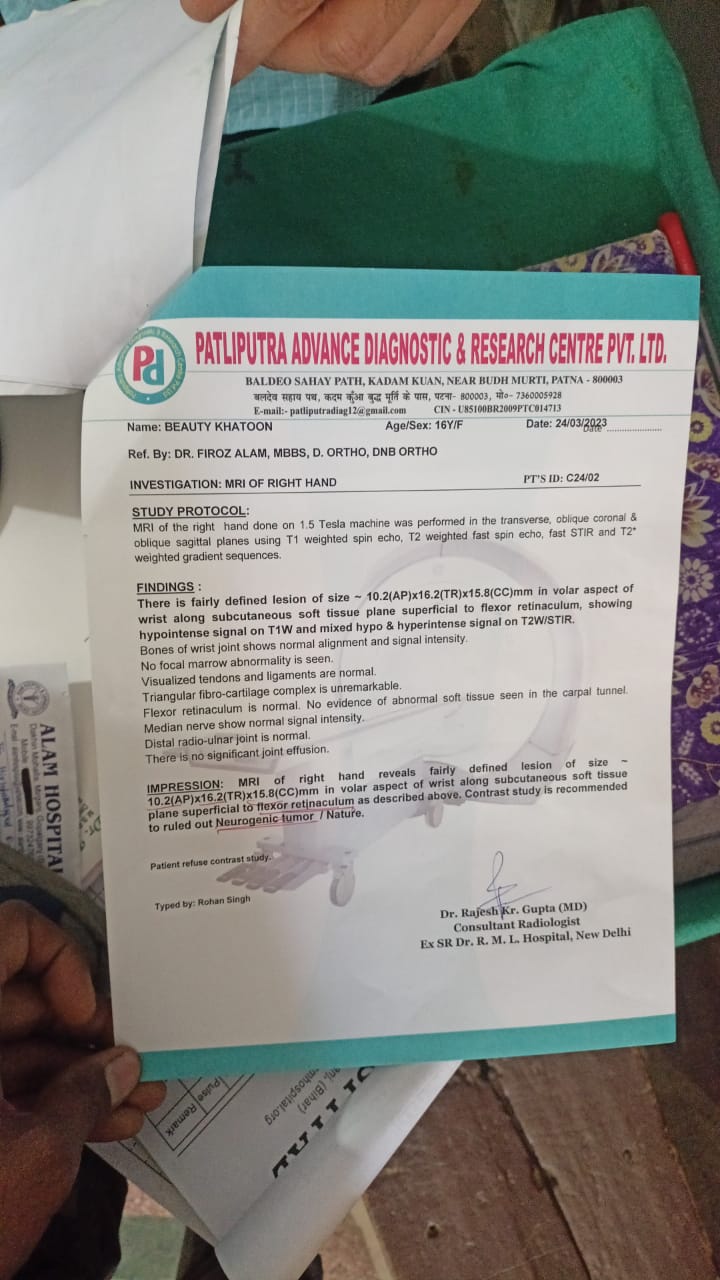 Pd
PATLIPUTRA ADVANCE DIAGNOSTIC & RESEARCH CENTRE PVT. LTD.
BALDEO SAHAY PATH, KADAM KUAN, NEAR BUDH MURTI, PATNA - 800003
बलदेव सहाय पथ, कदम कुँआ बुद्ध मूर्ति के पास, पटना- 800003, मो०- 7360005928
E-mail:- patliputradiag12@gmail.com CIN - U85100BR2009PTC014713
Name: BEAUTY KHATOON Age/Sex: 16Y/F Date: 24/03/2023
Date
Ref. By: DR. FIROZ ALAM, MBBS, D. ORTHO, DNB ORTHO
INVESTIGATION: MRI OF RIGHT HAND PT'S ID: C24/02
STUDY PROTOCOL:
MRI of the right hand done on 1.5 Tesla machine was performed in the transverse, oblique coronal &
oblique sagittal planes using T1 weighted spin echo, T2 weighted fast spin echo, fast STIR and T2*
weighted gradient sequences.
FINDINGS :
There is fairly defined lesion of size ~ 10.2(AP)x16.2(TR)x15.8(CC)mm in volar aspect of
wrist along subcutaneous soft tissue plane superficial to flexor retinaculum, showing
hypointense signal on T1W and mixed hypo & hyperintense signal on T2W/STIR.
Bones of wrist joint shows normal alignment and signal intensity.
No focal marrow abnormality is seen.
Visualized tendons and ligaments are normal.
Triangular fibro-cartilage complex is unremarkable.
Flexor retinaculum is normal. No evidence of abnormal soft tissue seen in the carpal tunnel.
Median nerve show normal signal intensity.
Distal radio-ulnar joint is normal.
There is no significant joint effusion.
IMPRESSION: MRI of right hand reveals fairly defined lesion of size ~
10.2(AP)x16.2(TR)x15.8(CC)mm in volar aspect of wrist along subcutaneous soft tissue
plane superficial to flexor retinaculum as described above. Contrast study is recommended
to ruled out Neurogenic tumor / Nature.
Patient refuse contrast study.
Typed by: Rohan Singh
Dr. Rajesh Kr. Gupta (MD)
Consultant Radiologist
Ex SR Dr. R. M. L. Hospital, New Delhi
ALAM HOSPITAL
Pulse
Remark
(Bihar)